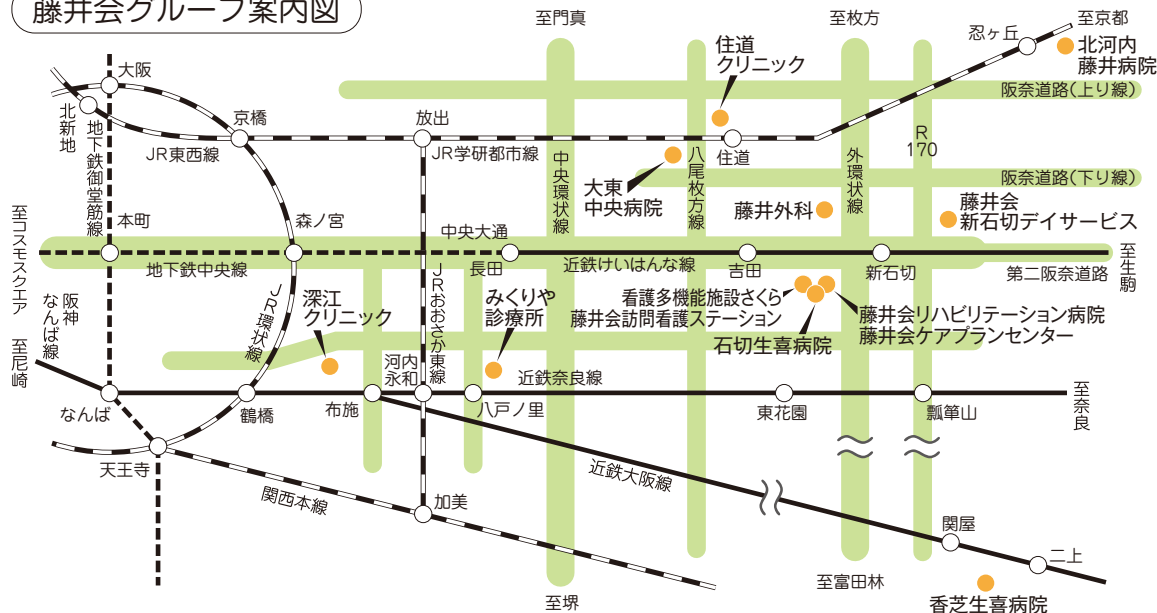 藤井会グループ案内図
至門真
至枚方
至京都
忍ヶ丘
北河内
藤井病院
住道
クリニック
大阪
阪奈道路(上り線)
北新地
地下鉄御堂筋線
京橋
放出
JR東西線
JR学研都市線
中央環状線
八尾枚方線
住道
外環状線
R
170
大東
中央病院
阪奈道路(下り線)
藤井外科
藤井会
新石切デイサービス
至コスモスクエア
本町
森ノ宮
中央大通
地下鉄中央線
長田
近鉄けいはんな線
吉田
新石切
第二阪奈道路
至生駒
阪神なんば線
JR環状線
深江
クリニック
JRおおさか東線
みくりや
診療所
看護多機能施設さくら
藤井会訪問看護ステーション
石切生喜病院
藤井会リハビリテーション病院
藤井会ケアプランセンター
至尼崎
河内
永和
近鉄奈良線
なんば
鶴橋
布施
八戸ノ里
東花園
瓢箪山
至奈良
天王寺
関西本線
加美
近鉄大阪線
関屋
二上
至堺
至富田林
香芝生喜病院